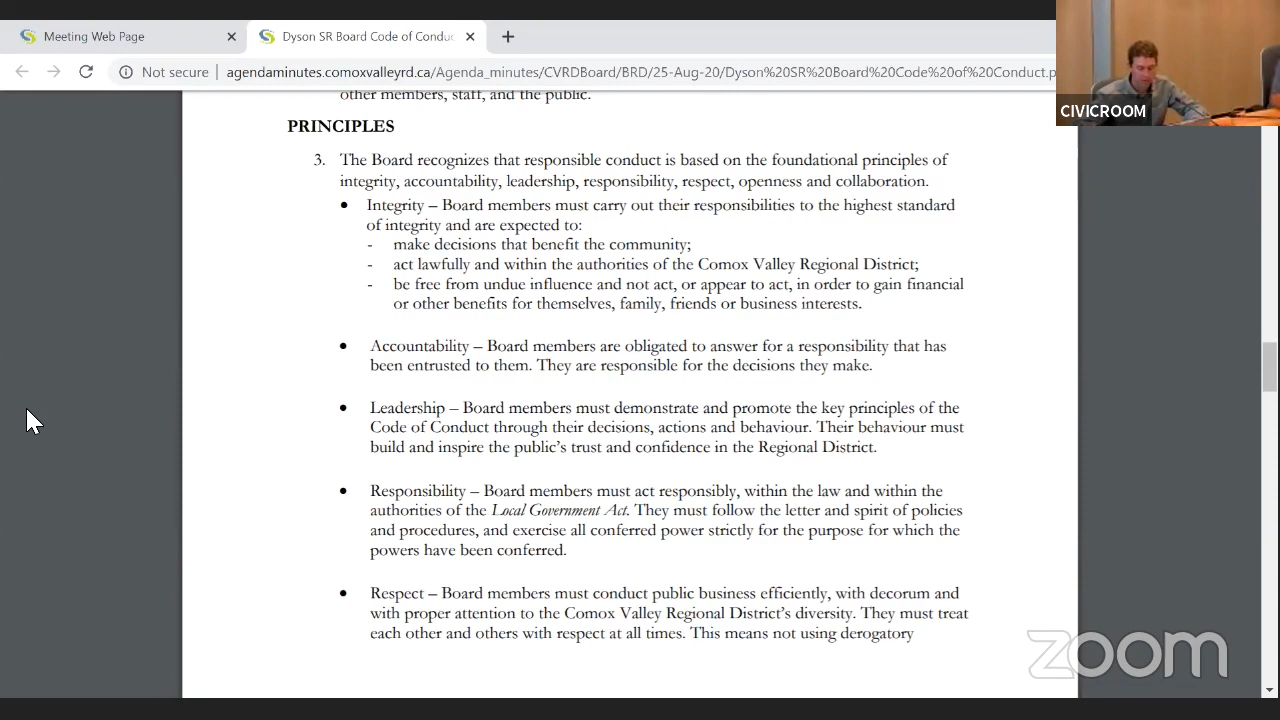 Meeting Web Page
Dyson SR Board Code of Conduc
Not secure
agendaminutes.comoxvalleyrd.ca/Agenda_minutes/CVRDBoard/BRD/25-Aug-20/Dyson%20SR%20Board%20Code%20of%20Conduct.p
CIVICROOM
other members, staff, and the public.
PRINCIPLES
3. The Board recognizes that responsible conduct is based on the foundational principles of
integrity, accountability, leadership, responsibility, respect, openness and collaboration.
• Integrity – Board members must carry out their responsibilities to the highest standard
of integrity and are expected to:
- make decisions that benefit the community;
- act lawfully and within the authorities of the Comox Valley Regional District;
- be free from undue influence and not act, or appear to act, in order to gain financial
or other benefits for themselves, family, friends or business interests.
• Accountability – Board members are obligated to answer for a responsibility that has
been entrusted to them. They are responsible for the decisions they make.
• Leadership – Board members must demonstrate and promote the key principles of the
Code of Conduct through their decisions, actions and behaviour. Their behaviour must
build and inspire the public’s trust and confidence in the Regional District.
• Responsibility – Board members must act responsibly, within the law and within the
authorities of the Local Government Act. They must follow the letter and spirit of policies
and procedures, and exercise all conferred power strictly for the purpose for which the
powers have been conferred.
• Respect – Board members must conduct public business efficiently, with decorum and
with proper attention to the Comox Valley Regional District’s diversity. They must treat
each other and others with respect at all times. This means not using derogatory
zoom